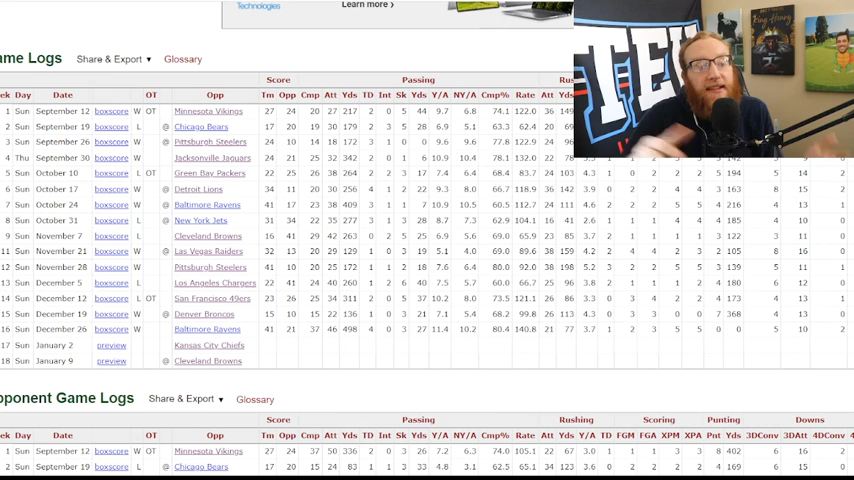 Technologies
Learn more ›
TEN
King Henry
ame Logs Share & Export ▼ Glossary
Score Passing Rus
ek Day Date OT Opp Tm Opp Cmp Att Yds TD Int Sk Yds Y/A NY/A Cmp% Rate Att Yds
1 Sun September 12 boxscore W OT Minnesota Vikings 27 24 20 27 217 2 0 5 44 9.7 6.8 74.1 122.0 36 149
2 Sun September 19 boxscore L @ Chicago Bears 17 20 19 30 179 2 3 5 28 6.9 5.1 63.3 62.4 20 69
3 Sun September 26 boxscore W @ Pittsburgh Steelers 24 10 14 18 172 3 1 0 0 9.6 9.6 77.8 122.9
4 Thu September 30 boxscore W Jacksonville Jaguars 24 21 25 32 342 2 0 1 6 10.9 10.4 78.1 132.0 22 78
5 Sun October 10 boxscore L OT Green Bay Packers 22 25 26 38 264 2 2 3 17 7.4 6.4 68.4 83.7 24 103 4.3 1 0 2 2 2 5 194 5 14 2
6 Sun October 17 boxscore W @ Detroit Lions 34 11 20 30 256 4 1 2 22 9.3 8.0 66.7 118.9 36 142 3.9 0 2 2 4 4 3 163 8 15 2
7 Sun October 24 boxscore W @ Baltimore Ravens 41 17 23 38 409 3 1 1 7 10.9 10.5 60.5 112.7 24 111 4.6 2 2 2 5 5 4 216 4 13 1
8 Sun October 31 boxscore L @ New York Jets 31 34 22 35 277 3 1 3 28 8.7 7.3 62.9 104.1 16 41 2.6 1 1 1 4 4 4 185 4 10 0
9 Sun November 7 boxscore L Cleveland Browns 16 41 29 42 263 0 2 5 25 6.9 5.6 69.0 65.9 23 85 3.7 2 1 1 1 1 3 122 3 11 0
11 Sun November 21 boxscore W @ Las Vegas Raiders 32 13 20 29 129 1 0 3 19 5.1 4.0 69.0 89.6 38 159 4.2 2 4 4 2 2 3 105 8 16 0
12 Sun November 28 boxscore W Pittsburgh Steelers 41 10 20 25 172 1 1 2 18 7.6 6.4 80.0 92.0 38 198 5.2 3 2 2 5 5 3 139 5 11 1
13 Sun December 5 boxscore L Los Angeles Chargers 22 41 24 40 260 1 2 6 40 7.5 5.7 60.0 66.7 25 96 3.8 2 1 1 1 2 4 180 6 12 0
14 Sun December 12 boxscore L OT San Francisco 49ers 23 26 25 34 311 2 0 5 37 10.2 8.0 73.5 121.1 26 86 3.3 0 3 4 2 2 4 173 4 13 1
15 Sun December 19 boxscore W @ Denver Broncos 15 10 15 22 136 1 0 3 21 7.1 5.4 68.2 99.8 26 113 4.3 0 3 3 0 0 7 368 4 13 0
16 Sun December 26 boxscore W Baltimore Ravens 41 21 37 46 498 4 0 3 27 11.4 10.2 80.4 140.8 21 77 3.7 1 2 3 5 5 0 0 5 10 2
17 Sun January 2 preview Kansas City Chiefs
18 Sun January 9 preview @ Cleveland Browns
pponent Game Logs Share & Export ▼ Glossary
Score Passing Rushing Scoring Punting Downs
ek Day Date OT Opp Tm Opp Cmp Att Yds TD Int Sk Yds Y/A NY/A Cmp% Rate Att Yds Y/A TD FGM FGA XPM XPA Pnt Yds 3DConv 3DAtt 4DConv 4
1 Sun September 12 boxscore W OT Minnesota Vikings 27 24 37 50 336 2 0 3 26 7.2 6.3 74.0 105.1 22 67 3.0 1 1 1 3 3 8 402 6 16 2
2 Sun September 19 boxscore L @ Chicago Bears 17 20 15 24 83 1 1 3 33 4.8 3.1 62.5 65.1 34 123 3.6 0 2 2 2 2 4 169 6 15 0